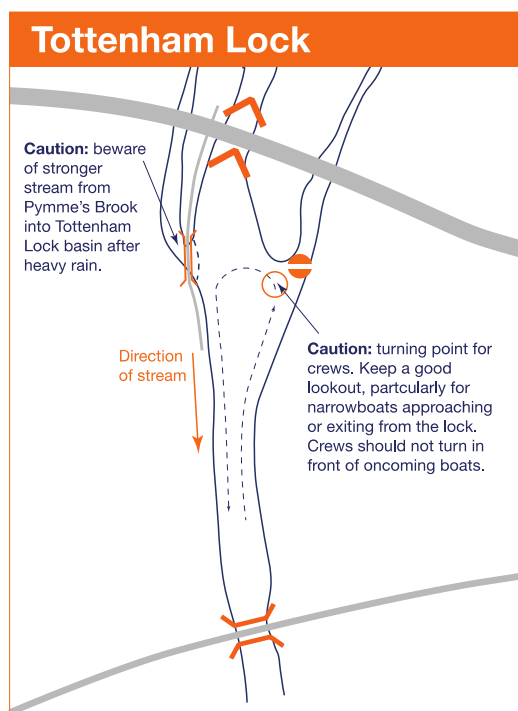 Tottenham Lock
Caution: beware
of stronger
stream from
Pymme's Brook
into Tottenham
Lock basin after
heavy rain.
Direction
of stream
Caution: turning point for
crews. Keep a good
lookout, partcularly for
narrowboats approaching
or exiting from the lock.
Crews should not turn in
front of oncoming boats.